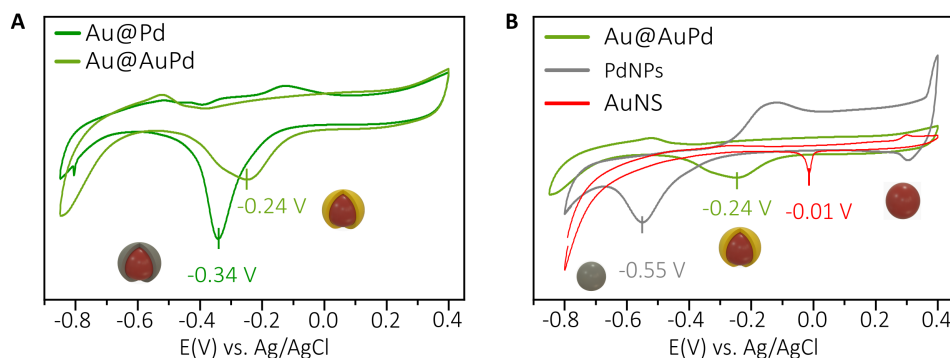 A
Au@Pd
Au@AuPd
-0.24 V
-0.34 V
-0.8 -0.6 -0.4 -0.2 0.0 0.2 0.4
E(V) vs. Ag/AgCl
B
Au@AuPd
PdNPs
AuNS
-0.24 V
-0.01 V
-0.55 V
-0.8 -0.6 -0.4 -0.2 0.0 0.2 0.4
E(V) vs. Ag/AgCl